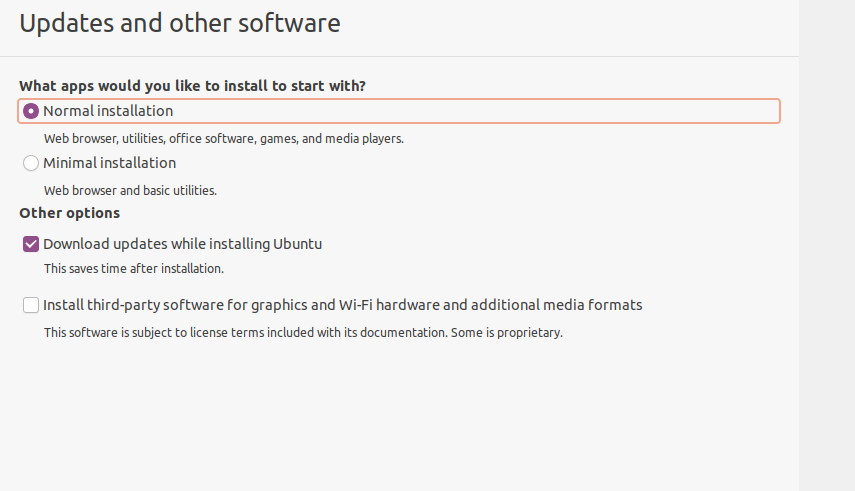 Updates and other software
What apps would you like to install to start with?
Normal installation
Web browser, utilities, office software, games, and media players.
Minimal installation
Web browser and basic utilities.
Other options
Download updates while installing Ubuntu
This saves time after installation.
Install third-party software for graphics and Wi-Fi hardware and additional media formats
This software is subject to license terms included with its documentation. Some is proprietary.